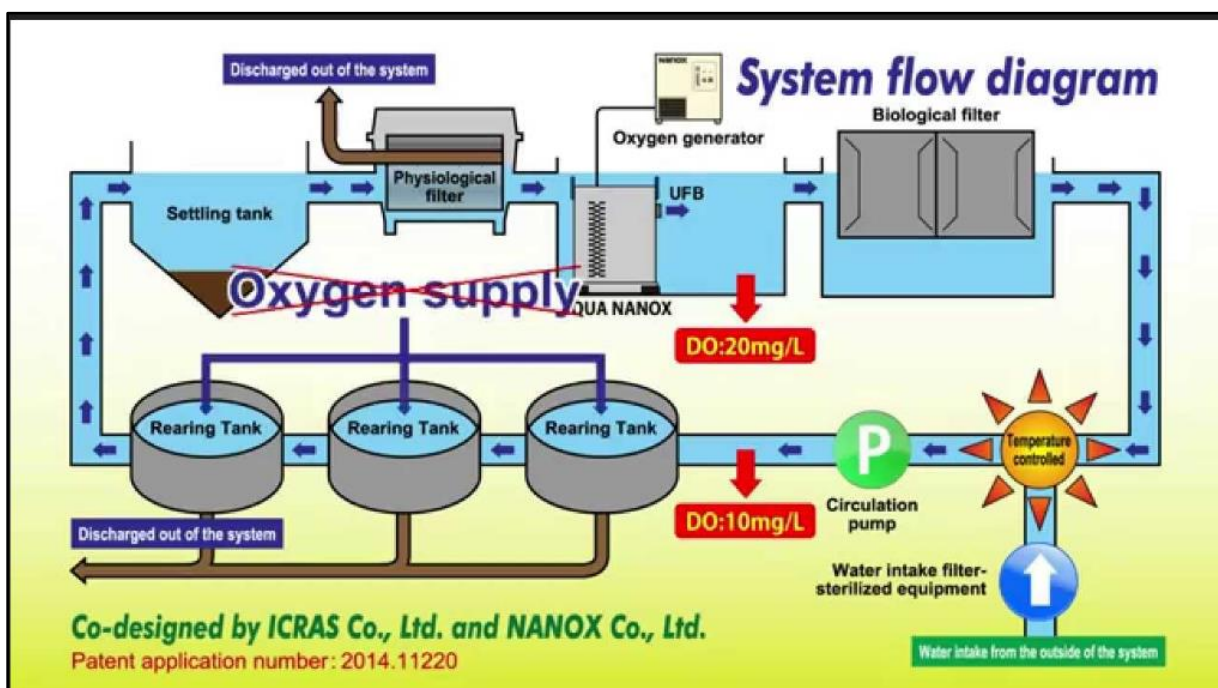 System flow diagram
Discharged out of the system
NANOX
Oxygen generator
Biological filter
Physiological
filter
Settling tank
UFB
Oxygen supply
QUA NANOX
DO:20mg/L
Rearing Tank
Rearing Tank
Rearing Tank
P
Temperature
controlled
Circulation
pump
DO:10mg/L
Discharged out of the system
Water intake filter-
sterilized equipment
Co-designed by ICRAS Co., Ltd. and NANOX Co., Ltd.
Patent application number: 2014.11220
Water intake from the outside of the system